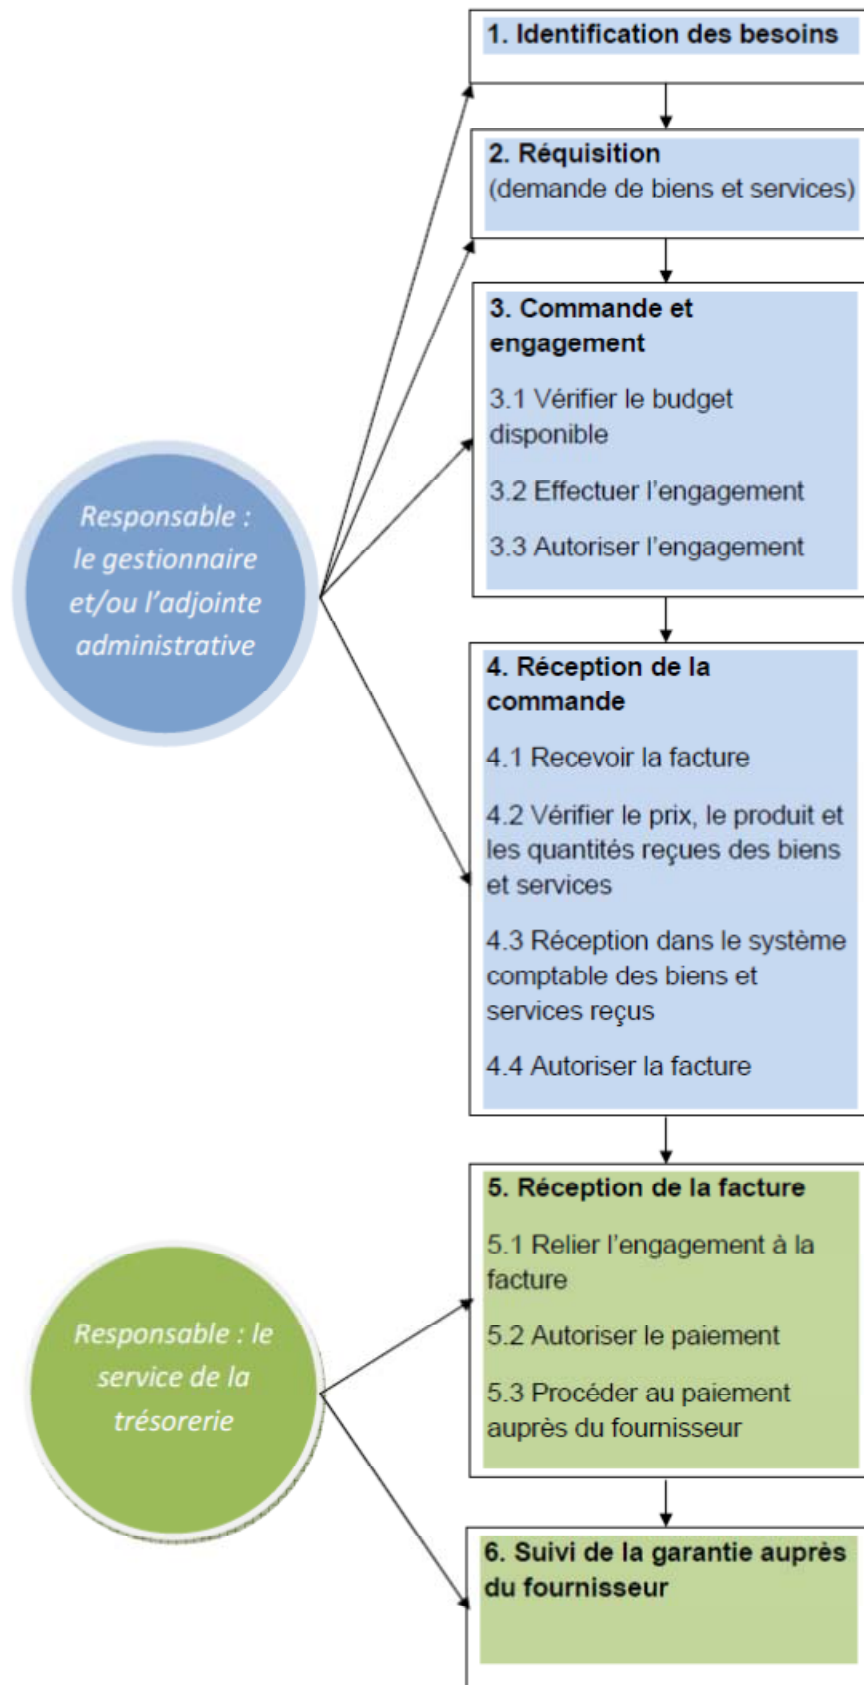 1. Identification des besoins
2. Réquisition
(demande de biens et services)
3. Commande et
engagement
3.1 Vérifier le budget
disponible
3.2 Effectuer l’engagement
3.3 Autoriser l’engagement
Responsable :
le gestionnaire
et/ou l’adjointe
administrative
4. Réception de la
commande
4.1 Recevoir la facture
4.2 Vérifier le prix, le produit et
les quantités reçues des biens
et services
4.3 Réception dans le système
comptable des biens et
services reçus
4.4 Autoriser la facture
5. Réception de la facture
5.1 Relier l’engagement à la
facture
5.2 Autoriser le paiement
5.3 Procéder au paiement
auprès du fournisseur
Responsable : le
service de la
trésorerie
6. Suivi de la garantie auprès
du fournisseur